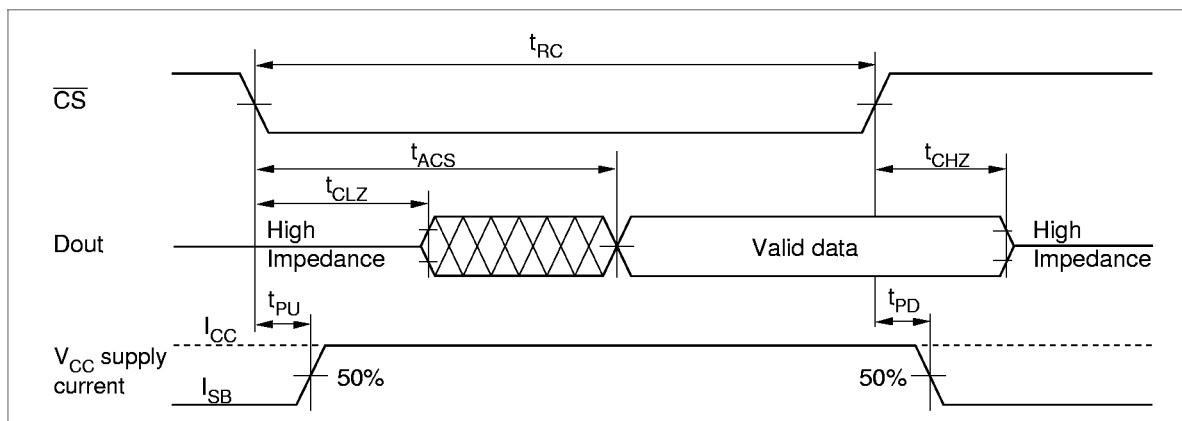 tRC
C̅S̅
tACS
tCHZ
tCLZ
Dout
High
Impedance
Valid data
High
Impedance
tPU
tPD
ICC
VCC supply
current
50%
50%
ISB